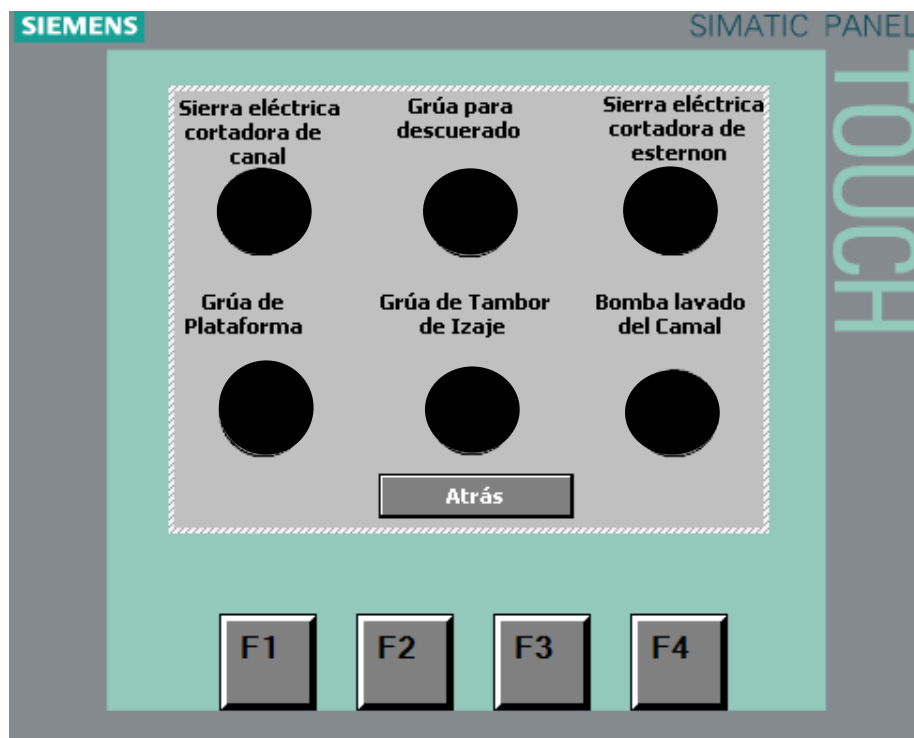 SIEMENS
SIMATIC PANEL
TOUCH
Sierra eléctrica
cortadora de
canal
Grúa para
descuerado
Sierra eléctrica
cortadora de
esternon
Grúa de
Plataforma
Grúa de Tambor
de Izaje
Bomba lavado
del Camal
Atrás
F1
F2
F3
F4